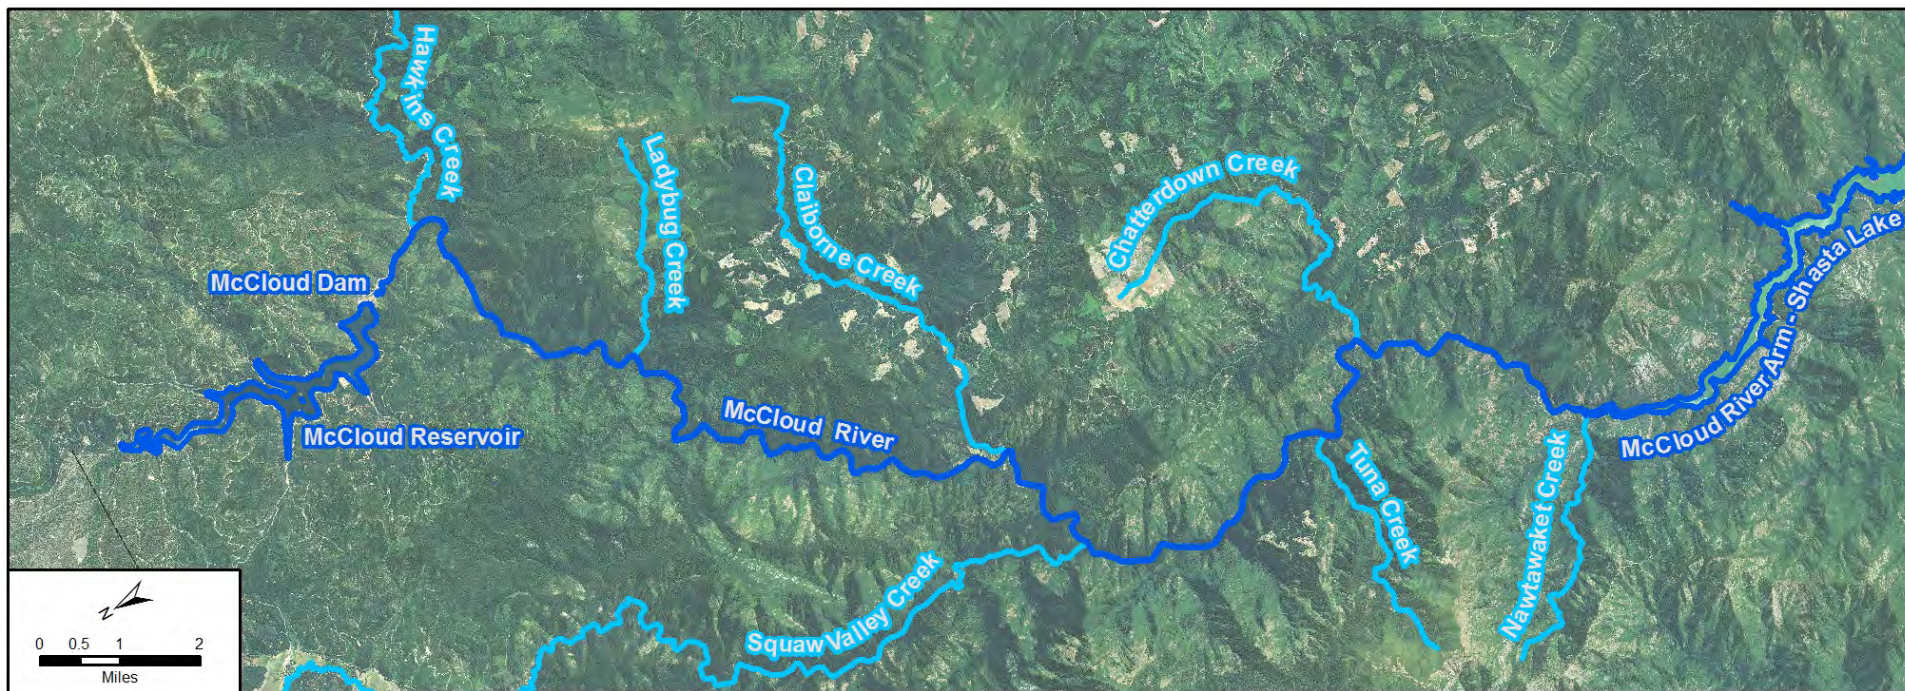 Hawkins Creek
Ladybug Creek
Claiborne Creek
Chatterdown Creek
McCloud Dam
McCloud Reservoir
McCloud River
McCloud River Arm - Shasta Lake
Tuna Creek
Nawtawaket Creek
Squaw Valley Creek
N
0 0.5 1 2
Miles